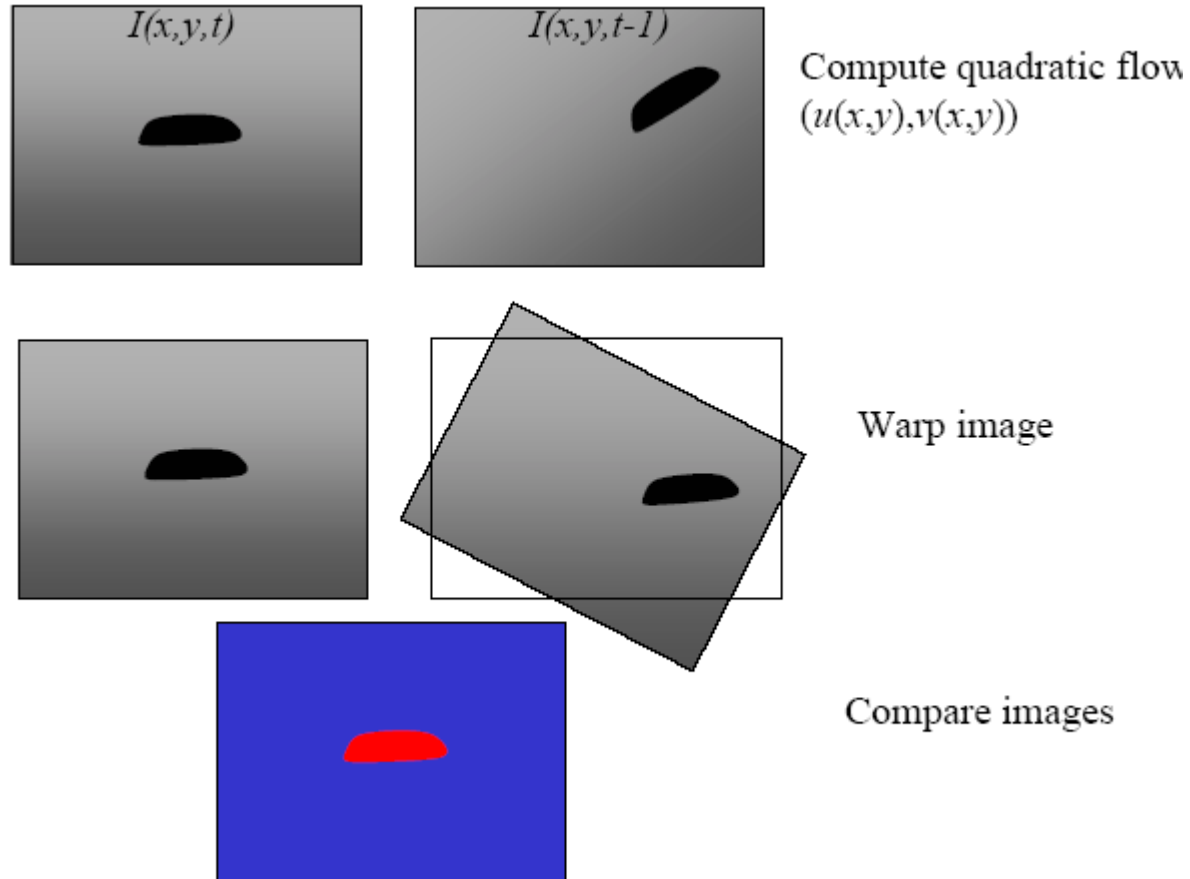 I(x,y,t)
I(x,y,t-1)
Compute quadratic flow
(u(x,y),v(x,y))
Warp image
Compare images